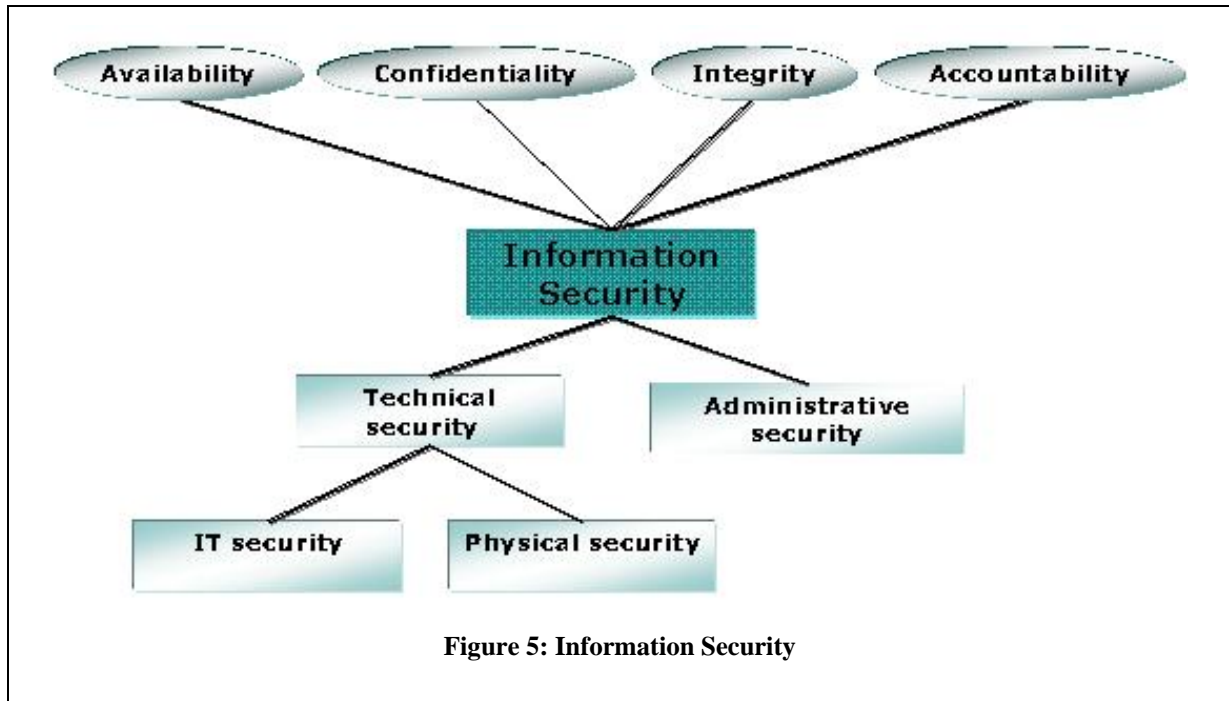 Availability
Confidentiality
Integrity
Accountability
Information
Security
Technical
security
Administrative
security
IT security
Physical security
Figure 5: Information Security